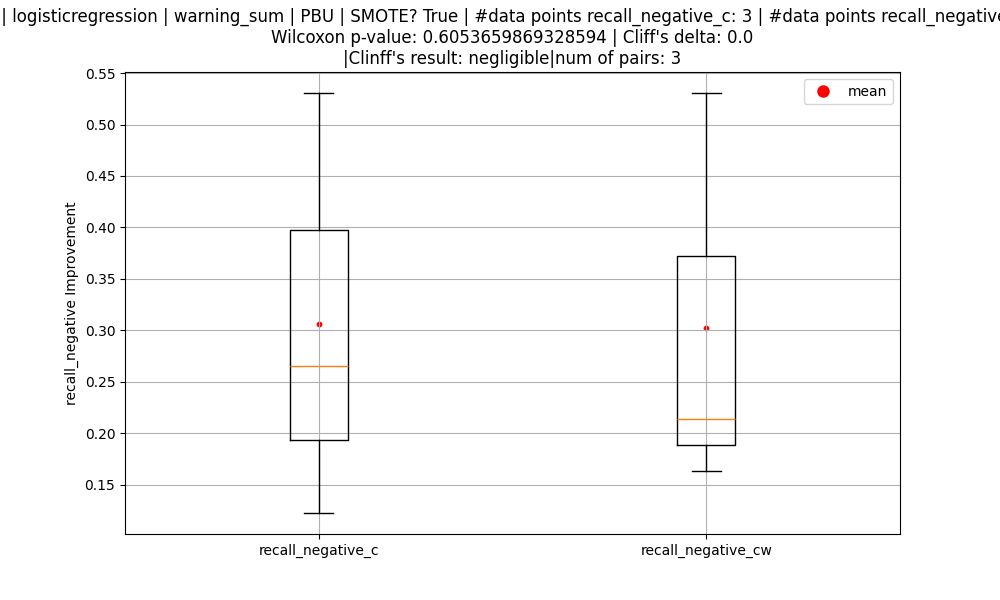 | logisticregression | warning_sum | PBU | SMOTE? True | #data points recall_negative_c: 3 | #data points
Wilcoxon p-value: 0.6053659869328594 | Cliff's delta: 0.0
|Clinff's result: negligible|num of pairs: 3
mean
0.55
0.50
0.45
0.40
0.35
0.30
0.25
0.20
0.15
recall_negative Improvement
recall_negative_c
recall_negative_cw